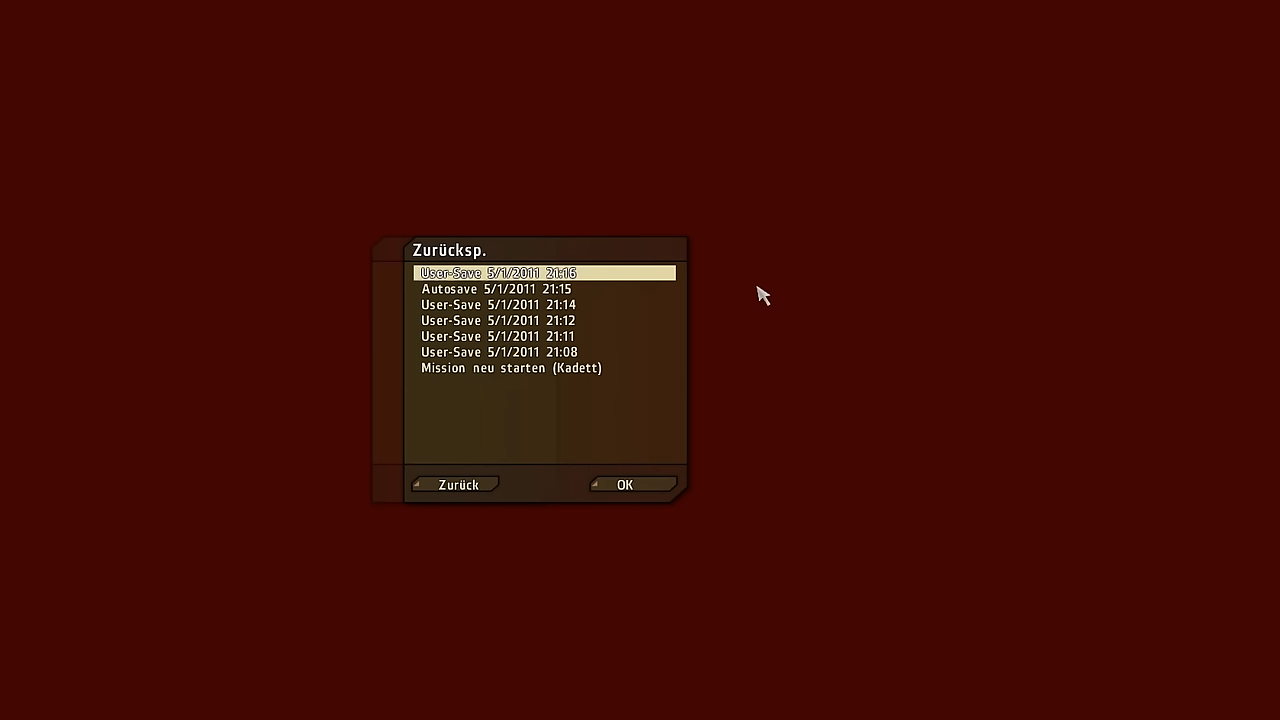 Zurücksp.
User-Save 5/1/2011 21:16
Autosave 5/1/2011 21:15
User-Save 5/1/2011 21:14
User-Save 5/1/2011 21:12
User-Save 5/1/2011 21:11
User-Save 5/1/2011 21:08
Mission neu starten (Kadett)
Zurück OK